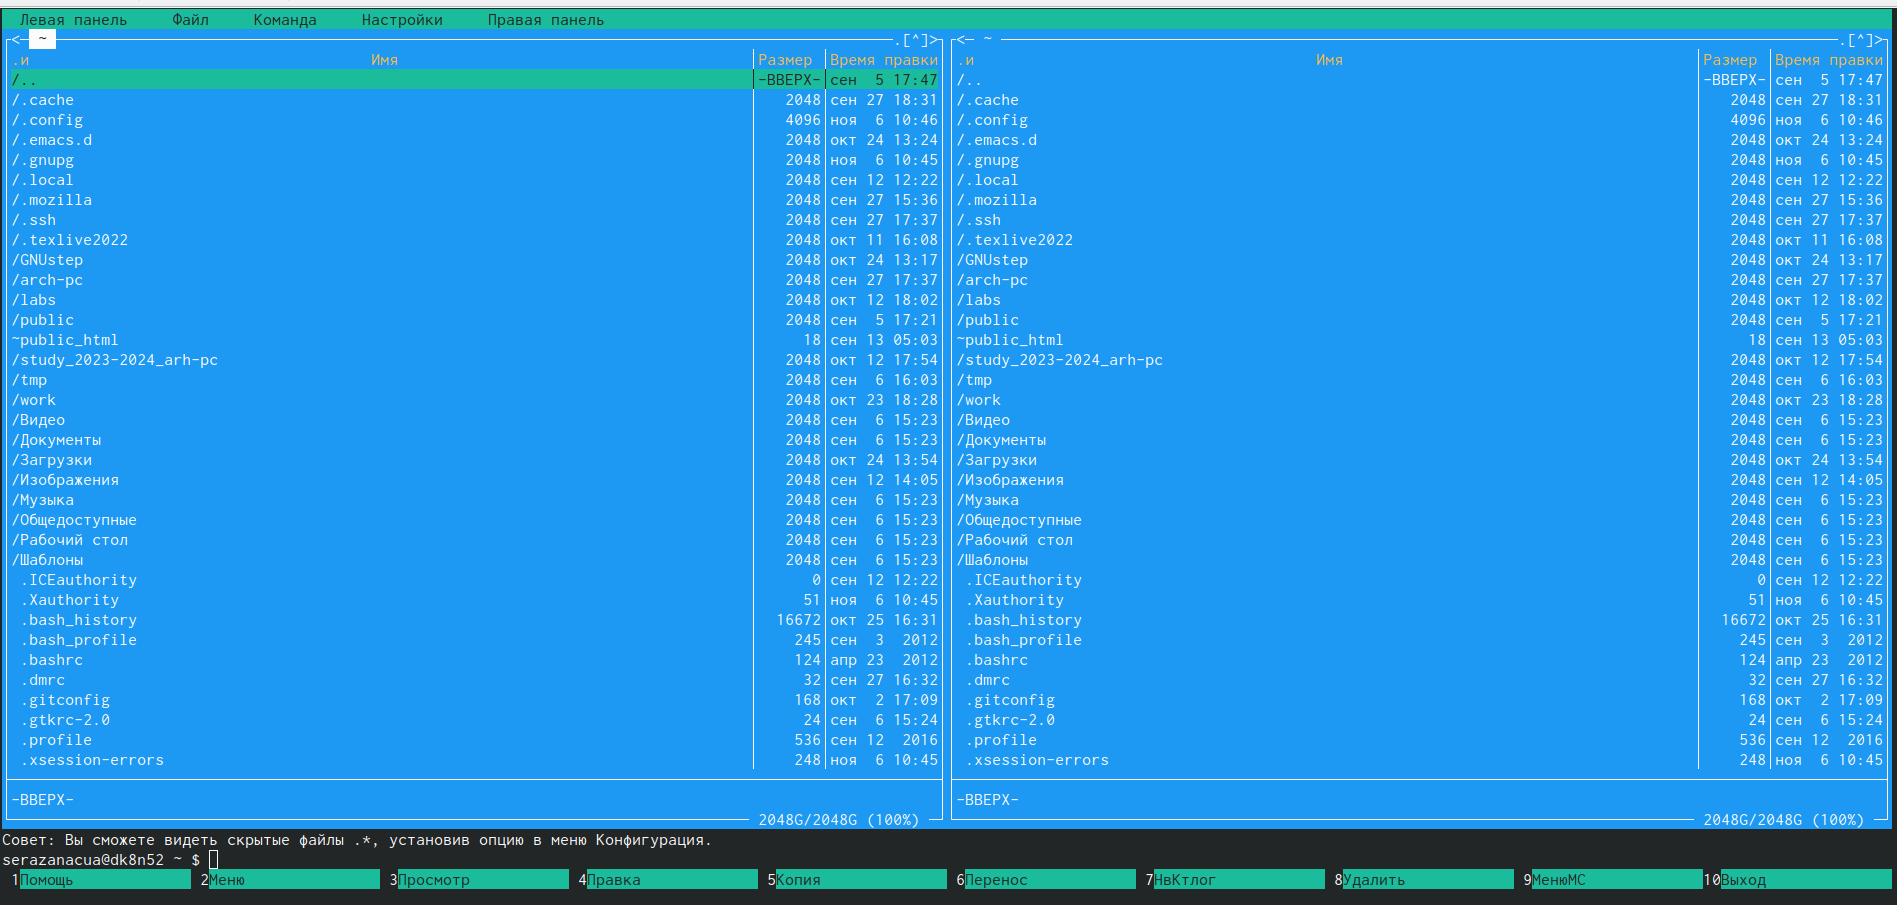 Левая панель Файл Команда Настройки Правая панель
<─ ~ .[^]> <─ ~ .[^]>
.и Имя Размер Время правки .и Имя Размер Время правки
/.. -ВВЕРХ- сен 5 17:47 /.. -ВВЕРХ- сен 5 17:47
/.cache 2048 сен 27 18:31 /.cache 2048 сен 27 18:31
/.config 4096 ноя 6 10:46 /.config 4096 ноя 6 10:46
/.emacs.d 2048 окт 24 13:24 /.emacs.d 2048 окт 24 13:24
/.gnupg 2048 ноя 6 10:45 /.gnupg 2048 ноя 6 10:45
/.local 2048 сен 12 12:22 /.local 2048 сен 12 12:22
/.mozilla 2048 сен 27 15:36 /.mozilla 2048 сен 27 15:36
/.ssh 2048 сен 27 17:37 /.ssh 2048 сен 27 17:37
/.texlive2022 2048 окт 11 16:08 /.texlive2022 2048 окт 11 16:08
/GNUstep 2048 окт 24 13:17 /GNUstep 2048 окт 24 13:17
/arch-pc 2048 сен 27 17:37 /arch-pc 2048 сен 27 17:37
/labs 2048 окт 12 18:02 /labs 2048 окт 12 18:02
/public 2048 сен 5 17:21 /public 2048 сен 5 17:21
~public_html 18 сен 13 05:03 ~public_html 18 сен 13 05:03
/study_2023-2024_arh-pc 2048 окт 12 17:54 /study_2023-2024_arh-pc 2048 окт 12 17:54
/tmp 2048 сен 6 16:03 /tmp 2048 сен 6 16:03
/work 2048 окт 23 18:28 /work 2048 окт 23 18:28
/Видео 2048 сен 6 15:23 /Видео 2048 сен 6 15:23
/Документы 2048 сен 6 15:23 /Документы 2048 сен 6 15:23
/Загрузки 2048 окт 24 13:54 /Загрузки 2048 окт 24 13:54
/Изображения 2048 сен 12 14:05 /Изображения 2048 сен 12 14:05
/Музыка 2048 сен 6 15:23 /Музыка 2048 сен 6 15:23
/Общедоступные 2048 сен 6 15:23 /Общедоступные 2048 сен 6 15:23
/Рабочий стол 2048 сен 6 15:23 /Рабочий стол 2048 сен 6 15:23
/Шаблоны 2048 сен 6 15:23 /Шаблоны 2048 сен 6 15:23
.ICEauthority 0 сен 12 12:22 .ICEauthority 0 сен 12 12:22
.Xauthority 51 ноя 6 10:45 .Xauthority 51 ноя 6 10:45
.bash_history 16672 окт 25 16:31 .bash_history 16672 окт 25 16:31
.bash_profile 245 сен 3 2012 .bash_profile 245 сен 3 2012
.bashrc 124 апр 23 2012 .bashrc 124 апр 23 2012
.dmrc 32 сен 27 16:32 .dmrc 32 сен 27 16:32
.gitconfig 168 окт 2 17:09 .gitconfig 168 окт 2 17:09
.gtkrc-2.0 24 сен 6 15:24 .gtkrc-2.0 24 сен 6 15:24
.profile 536 сен 12 2016 .profile 536 сен 12 2016
.xsession-errors 248 ноя 6 10:45 .xsession-errors 248 ноя 6 10:45
-ВВЕРХ- -ВВЕРХ-
2048G/2048G (100%) 2048G/2048G (100%)
Совет: Вы сможете видеть скрытые файлы .*, установив опцию в меню Конфигурация.
serazanacua@dk8n52 ~ $
1Помощь 2Меню 3Просмотр 4Правка 5Копия 6Перенос 7НвКтлог 8Удалить 9МенюMC 10Выход